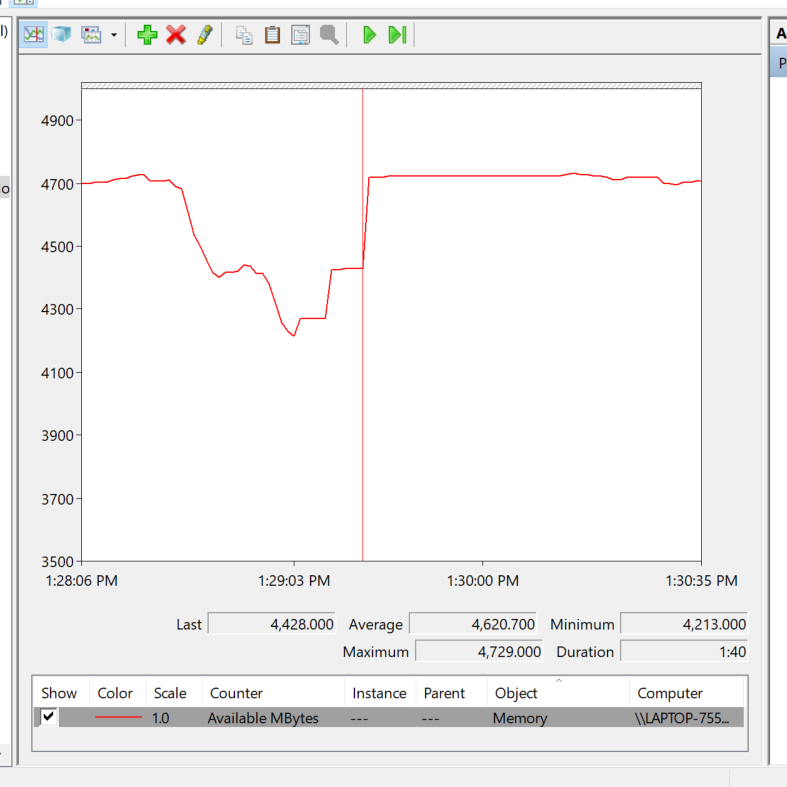 l)
A
4900
P
4700
o
4500
4300
4100
3900
3700
3500
1:28:06 PM 1:29:03 PM 1:30:00 PM 1:30:35 PM
Last 4,428.000 Average 4,620.700 Minimum 4,213.000
Maximum 4,729.000 Duration 1:40
Show Color Scale Counter Instance Parent Object Computer
1.0 Available MBytes --- --- Memory \\LAPTOP-755...